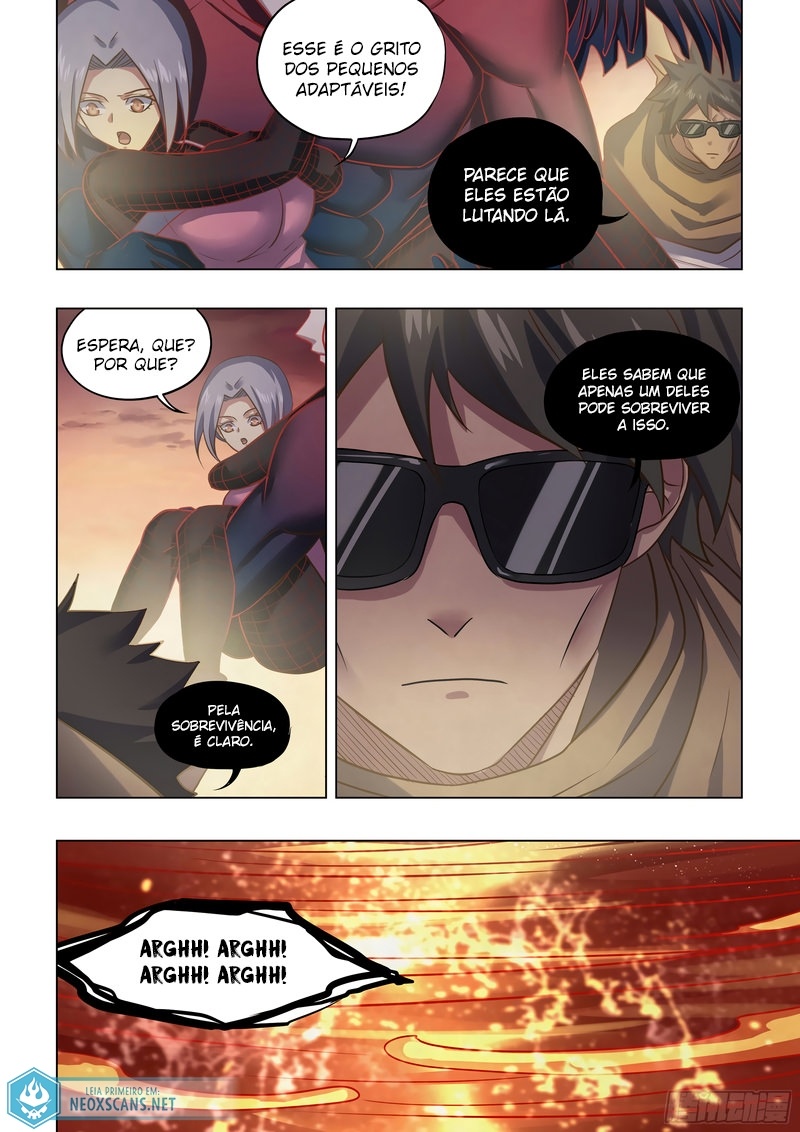 ESSE É O GRITO
DOS PEQUENOS
ADAPTÁVEIS!
PARECE QUE
ELES ESTÃO
LUTANDO LÁ.
ESPERA, QUE?
POR QUE?
PELA
SOBREVIVÊNCIA,
É CLARO.
ELES SABEM QUE
APENAS UM DELES
PODE SOBREVIVER
A ISSO.
ARGHH! ARGHH!
ARGHH! ARGHH!
LEIA PRIMEIRO EM:
NEOXSCANS.NET